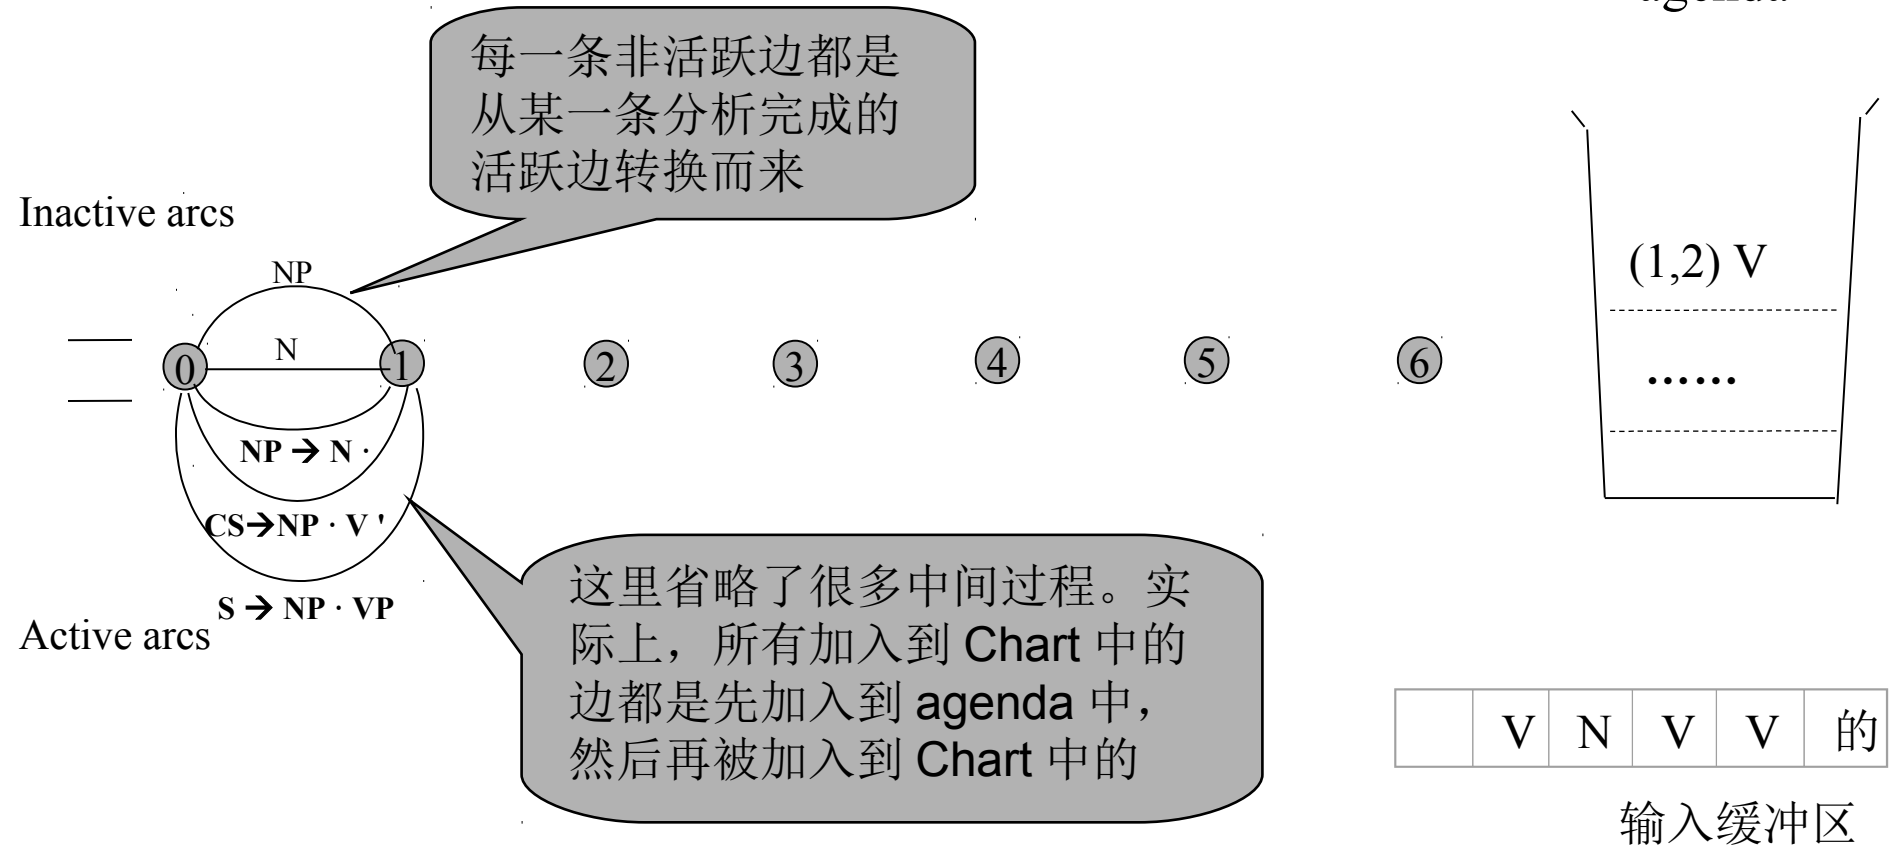 agenda
每一条非活跃边都是
从某一条分析完成的
活跃边转换而来
Inactive arcs
NP
N
0
1
2
3
4
5
6
(1,2) V
......
NP → N ·
CS→NP · V '
S → NP · VP
Active arcs
这里省略了很多中间过程。实
际上，所有加入到 Chart 中的
边都是先加入到 agenda 中，
然后再被加入到 Chart 中的
V N V V 的
输入缓冲区